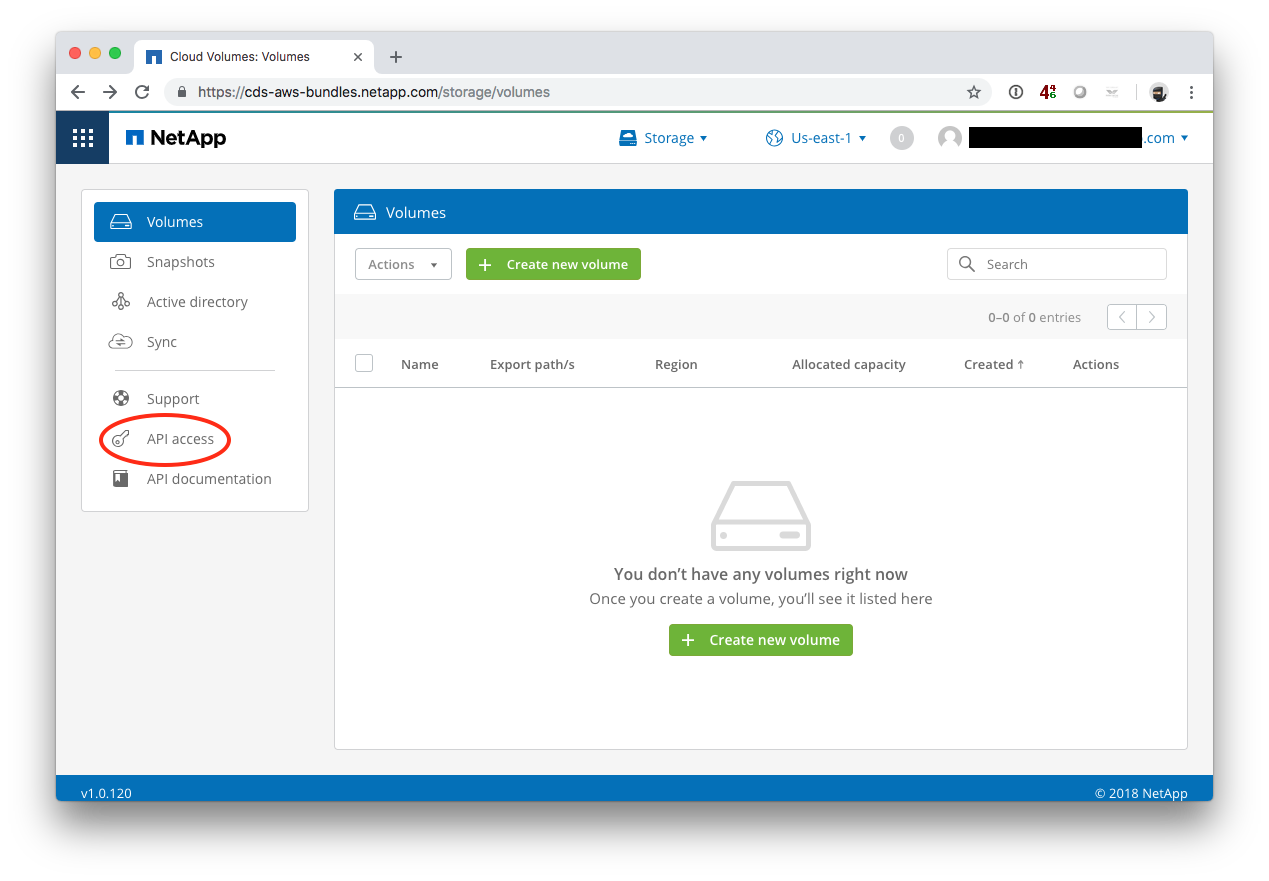 Cloud Volumes: Volumes
https://cds-aws-bundles.netapp.com/storage/volumes
NetApp
Storage
Us-east-1
0
.com
Volumes
Snapshots
Active directory
Sync
Support
API access
API documentation
Volumes
Actions
Create new volume
Search
0–0 of 0 entries
Name Export path/s Region Allocated capacity Created ↑ Actions
You don’t have any volumes right now
Once you create a volume, you’ll see it listed here
Create new volume
v1.0.120
© 2018 NetApp